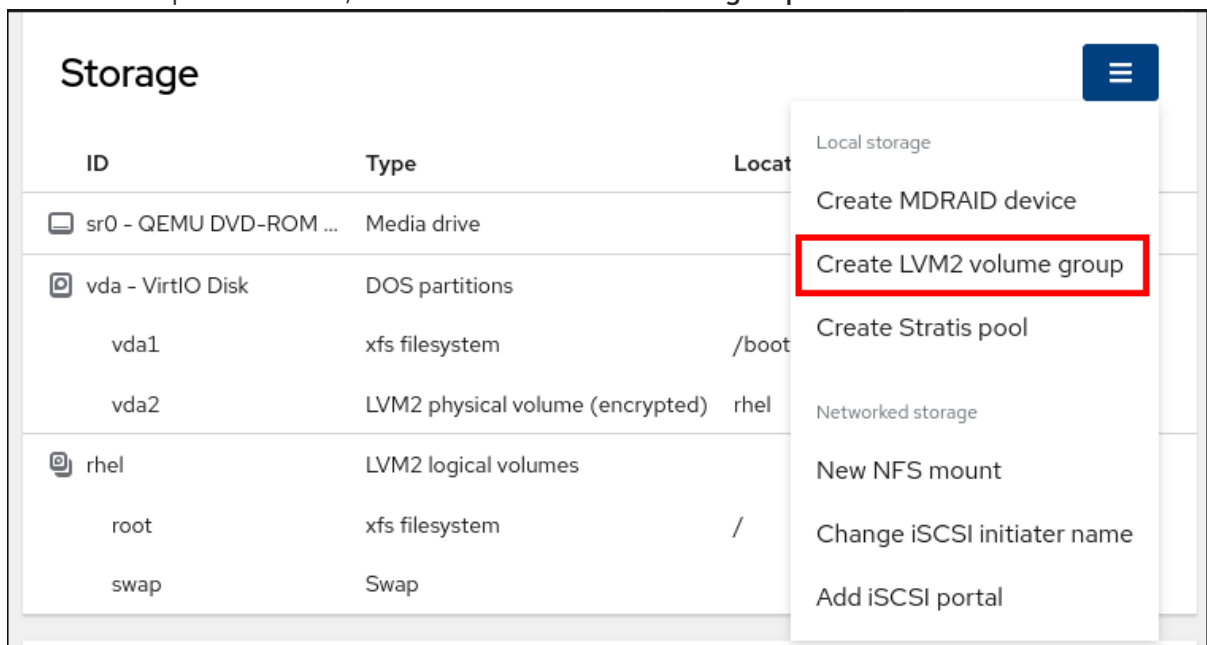 Storage
ID Type Locat
sr0 - QEMU DVD-ROM ... Media drive
vda - VirtIO Disk DOS partitions
vda1 xfs filesystem /boot
vda2 LVM2 physical volume (encrypted) rhel
rhel LVM2 logical volumes
root xfs filesystem /
swap Swap
Local storage
Create MDRAID device
Create LVM2 volume group
Create Stratis pool
Networked storage
New NFS mount
Change iSCSI initiater name
Add iSCSI portal